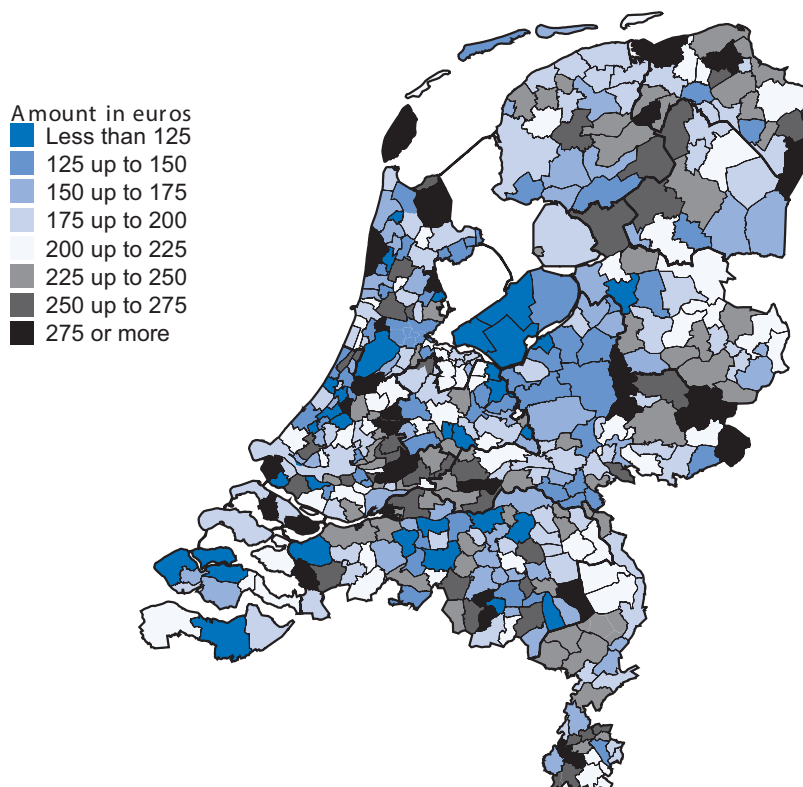 Amount in euros
Less than 125
125 up to 150
150 up to 175
175 up to 200
200 up to 225
225 up to 250
250 up to 275
275 or more